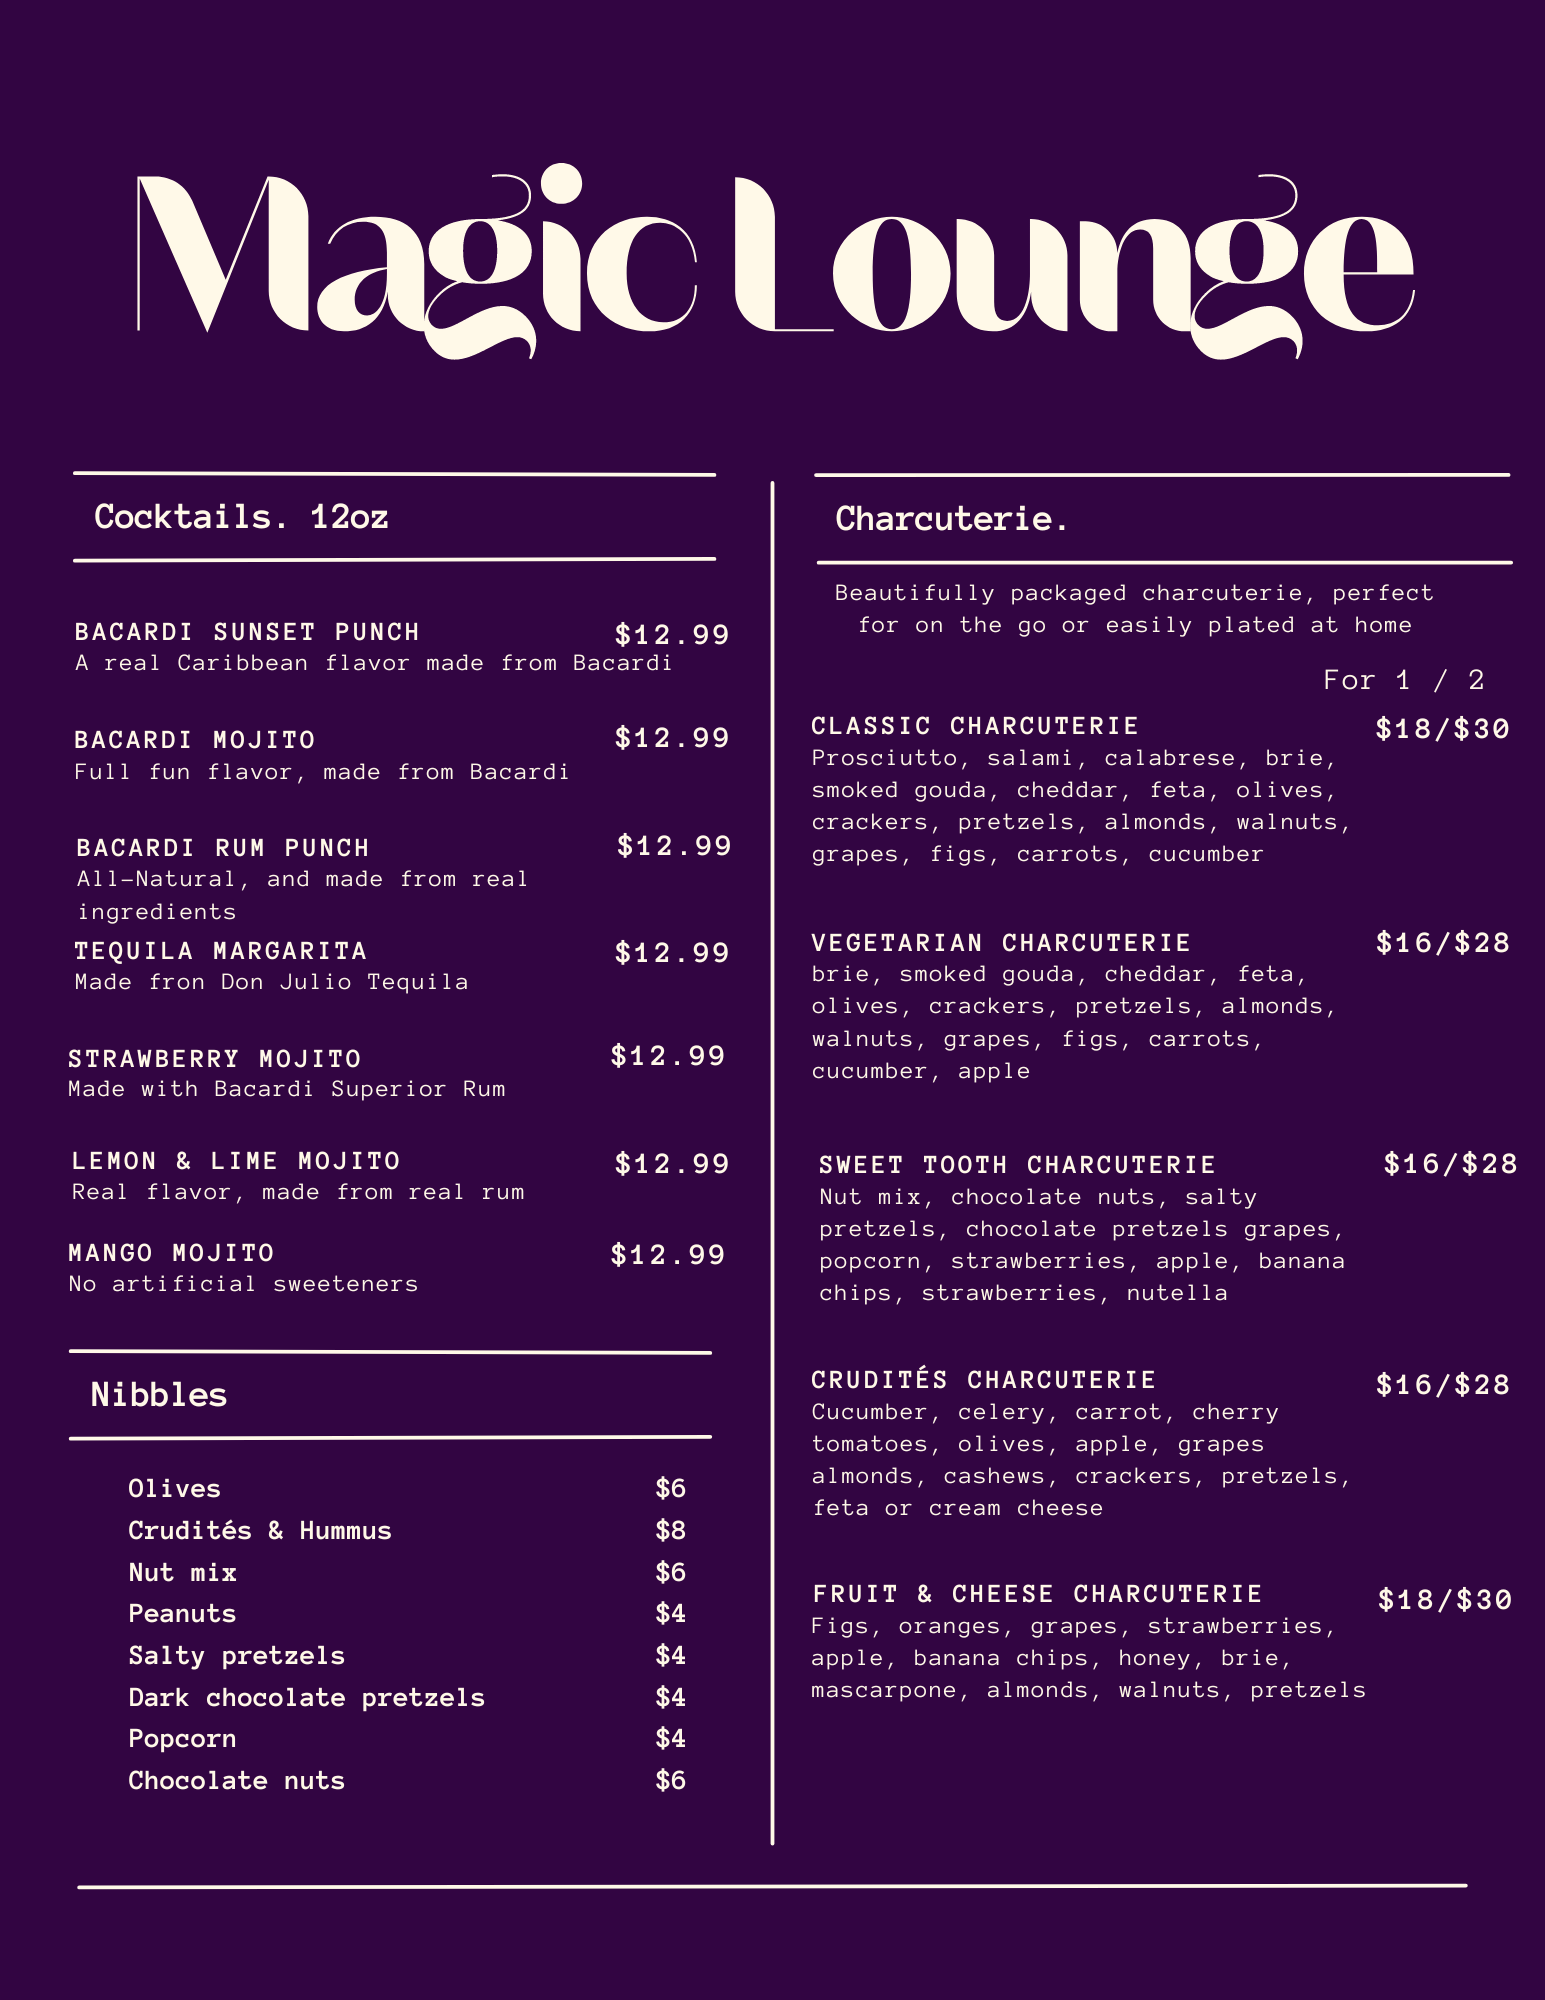 Magic Lounge
Cocktails. 12oz
BACARDI SUNSET PUNCH $12.99
A real Caribbean flavor made from Bacardi
BACARDI MOJITO $12.99
Full fun flavor, made from Bacardi
BACARDI RUM PUNCH $12.99
All-Natural, and made from real
ingredients
TEQUILA MARGARITA $12.99
Made fron Don Julio Tequila
STRAWBERRY MOJITO $12.99
Made with Bacardi Superior Rum
LEMON & LIME MOJITO $12.99
Real flavor, made from real rum
MANGO MOJITO $12.99
No artificial sweeteners
Nibbles
Olives $6
Crudités & Hummus $8
Nut mix $6
Peanuts $4
Salty pretzels $4
Dark chocolate pretzels $4
Popcorn $4
Chocolate nuts $6
Charcuterie.
Beautifully packaged charcuterie, perfect
for on the go or easily plated at home
For 1 / 2
CLASSIC CHARCUTERIE $18/$30
Prosciutto, salami, calabrese, brie,
smoked gouda, cheddar, feta, olives,
crackers, pretzels, almonds, walnuts,
grapes, figs, carrots, cucumber
VEGETARIAN CHARCUTERIE $16/$28
brie, smoked gouda, cheddar, feta,
olives, crackers, pretzels, almonds,
walnuts, grapes, figs, carrots,
cucumber, apple
SWEET TOOTH CHARCUTERIE $16/$28
Nut mix, chocolate nuts, salty
pretzels, chocolate pretzels grapes,
popcorn, strawberries, apple, banana
chips, strawberries, nutella
CRUDITÉS CHARCUTERIE $16/$28
Cucumber, celery, carrot, cherry
tomatoes, olives, apple, grapes
almonds, cashews, crackers, pretzels,
feta or cream cheese
FRUIT & CHEESE CHARCUTERIE $18/$30
Figs, oranges, grapes, strawberries,
apple, banana chips, honey, brie,
mascarpone, almonds, walnuts, pretzels